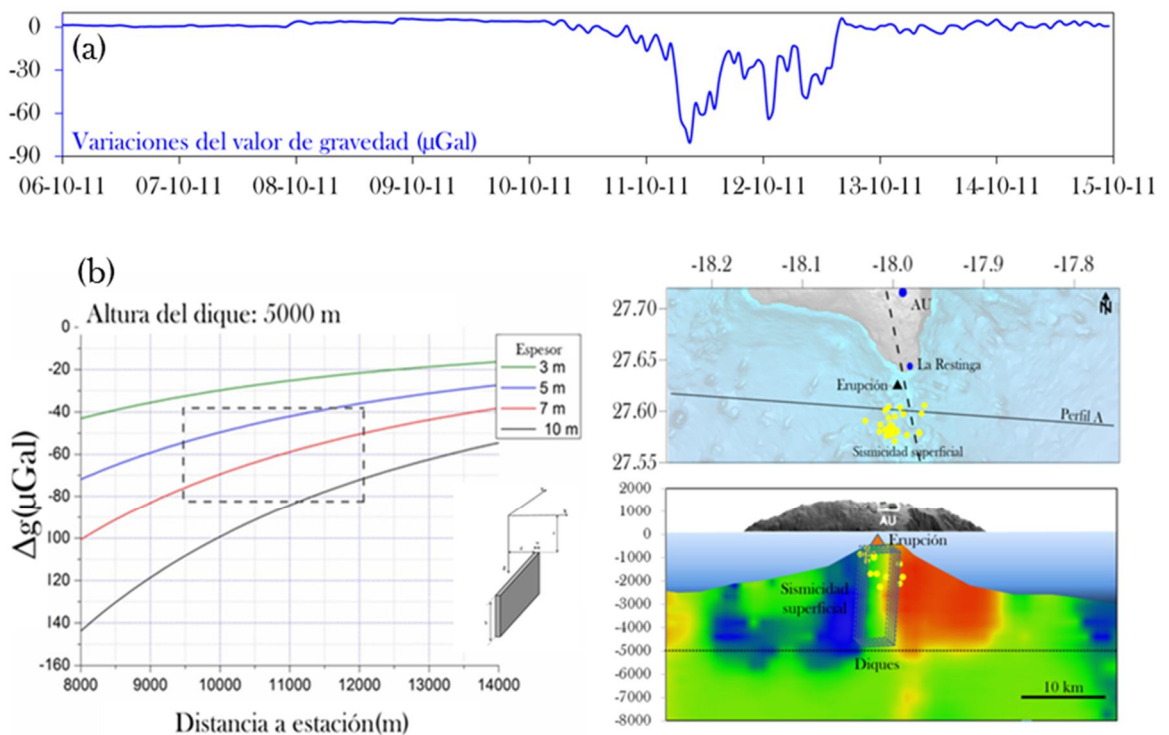 (a)
0
-30
-60
-90
Variaciones del valor de gravedad (µGal)
06-10-11 07-10-11 08-10-11 09-10-11 10-10-11 11-10-11 12-10-11 13-10-11 14-10-11 15-10-11
(b)
Altura del dique: 5000 m
Espesor
3 m
5 m
7 m
10 m
Δg(µGal)
0
-20
-40
-60
-80
100
120
140
-160
8000 9000 10000 11000 12000 13000 14000
Distancia a estación(m)
-18.2 -18.1 -18.0 -17.9 -17.8
27.70
27.65
27.60
27.55
N
AU
La Restinga
Erupción
Perfil A
Sismicidad superficial
2000
0
-1000
-2000
-3000
-4000
-5000
-6000
-7000
-8000
AU
Erupción
Sismicidad
superficial
Diques
10 km